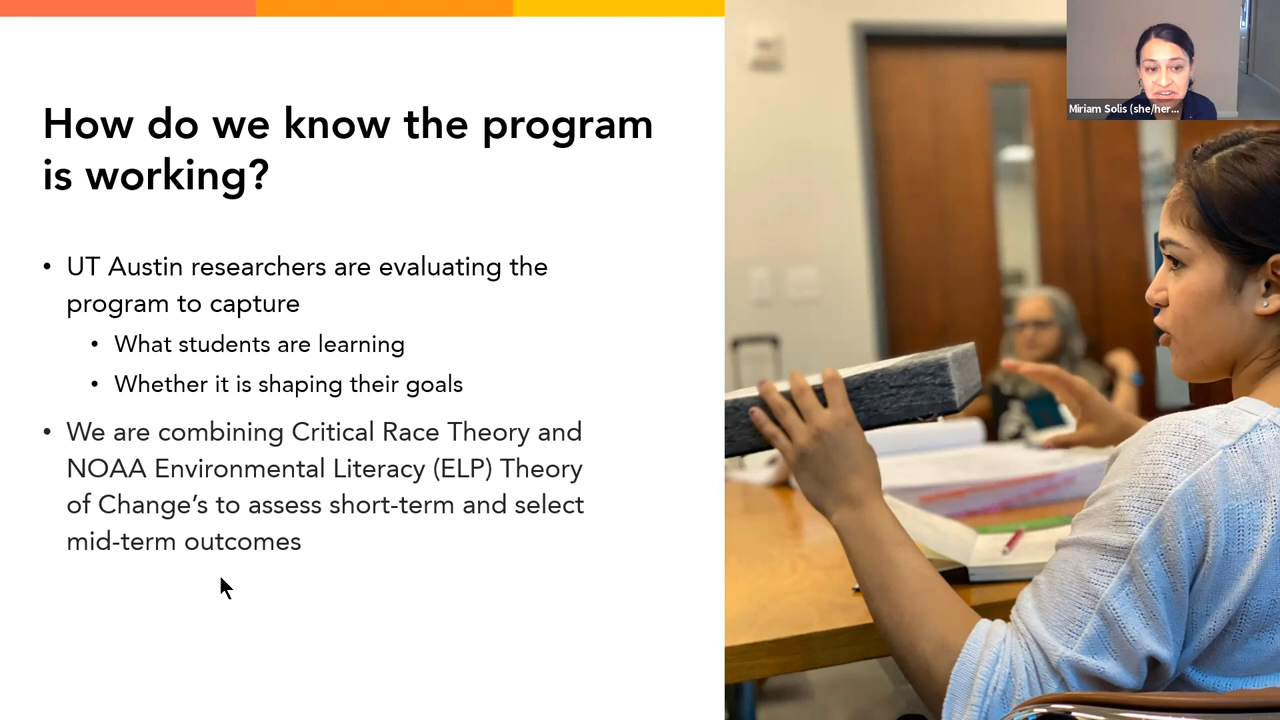 How do we know the program
is working?
• UT Austin researchers are evaluating the
program to capture
• What students are learning
• Whether it is shaping their goals
• We are combining Critical Race Theory and
NOAA Environmental Literacy (ELP) Theory
of Change’s to assess short-term and select
mid-term outcomes
Miriam Solis (she/her...